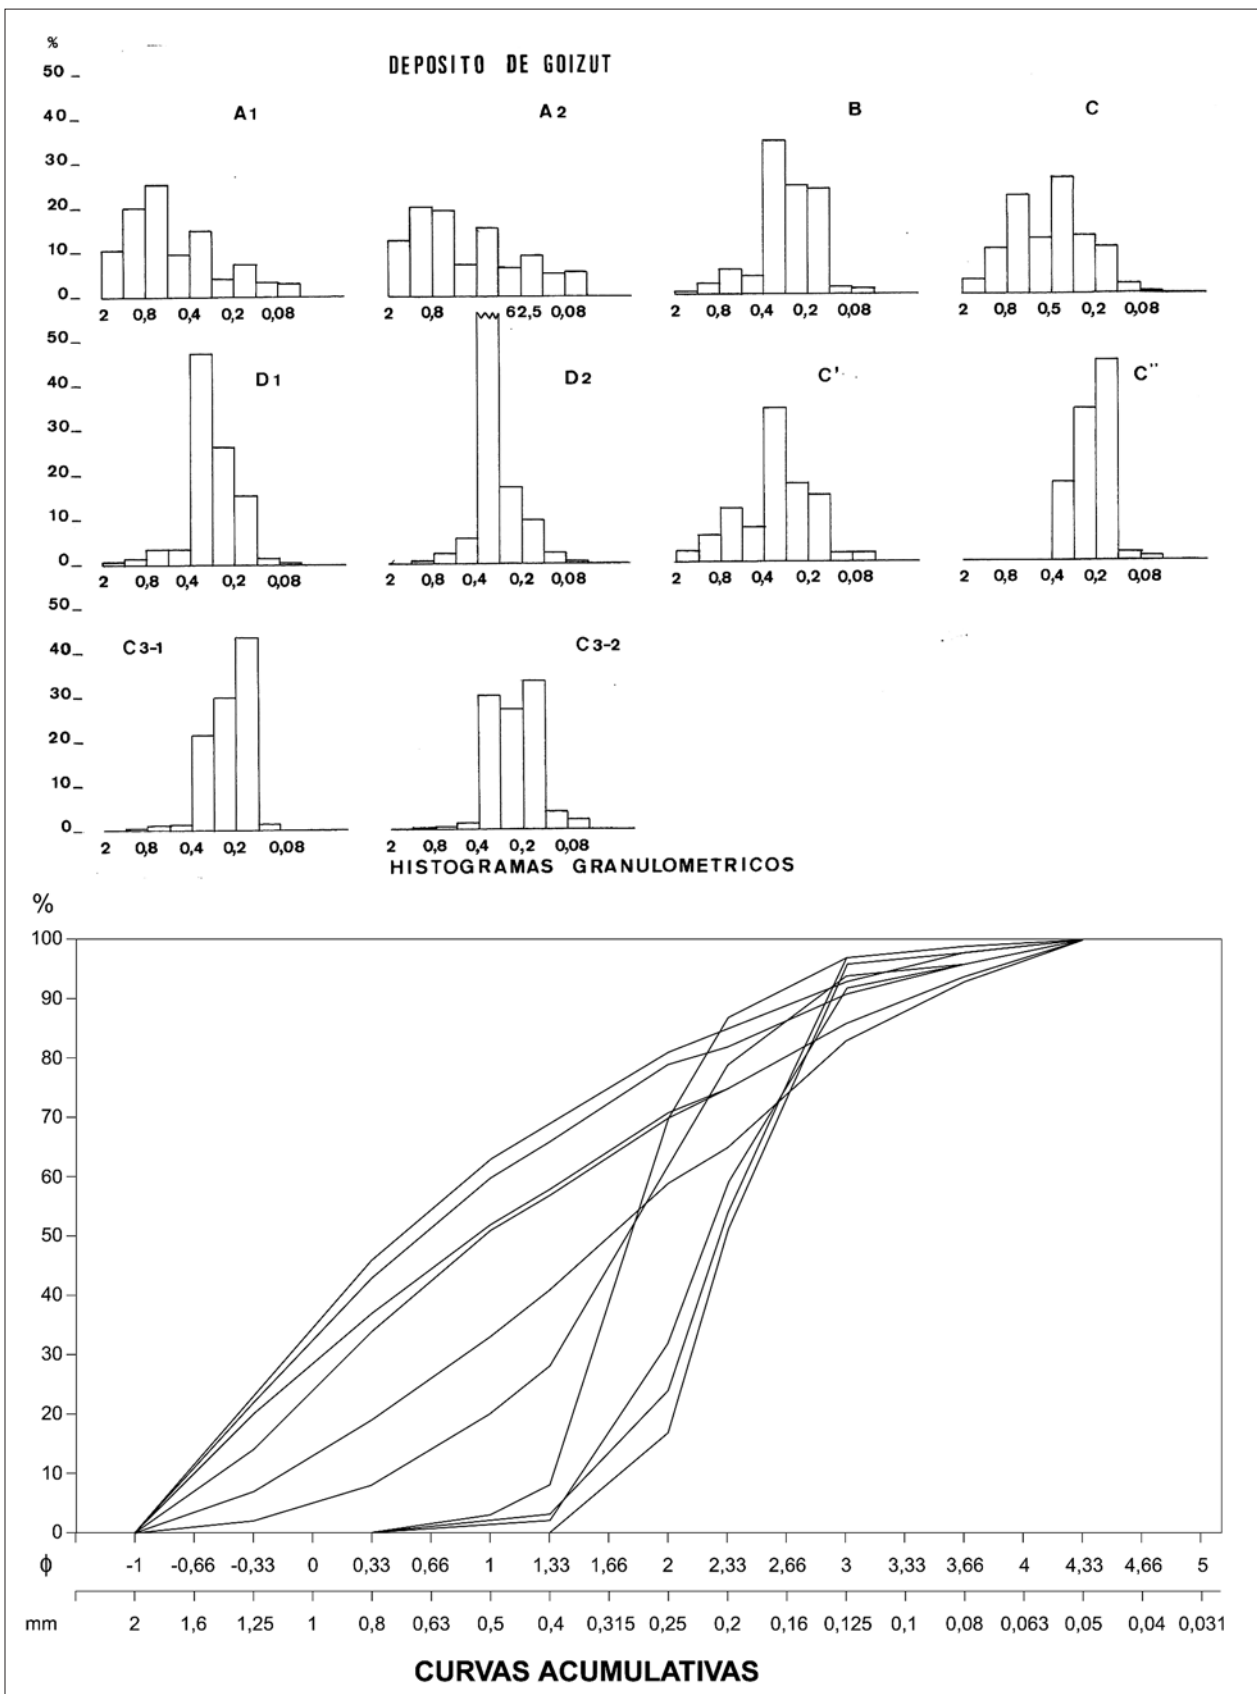 %
DEPOSITO DE GOIZUT
50
40
30
20
10
0
A1
A2
B
C
2 0,8 0,4 0,2 0,08
2 0,8 62,5 0,08
2 0,8 0,4 0,2 0,08
2 0,8 0,5 0,2 0,08
50
40
30
20
10
0
D1
D2
C'
C''
2 0,8 0,4 0,2 0,08
2 0,8 0,4 0,2 0,08
2 0,8 0,4 0,2 0,08
2 0,8 0,4 0,2 0,08
50
40
30
20
10
0
C3-1
C3-2
2 0,8 0,4 0,2 0,08
2 0,8 0,4 0,2 0,08
HISTOGRAMAS GRANULOMETRICOS
%
100
90
80
70
60
50
40
30
20
10
0
ϕ -1 -0,66 -0,33 0 0,33 0,66 1 1,33 1,66 2 2,33 2,66 3 3,33 3,66 4 4,33 4,66 5
mm 2 1,6 1,25 1 0,8 0,63 0,5 0,4 0,315 0,25 0,2 0,16 0,125 0,1 0,08 0,063 0,05 0,04 0,031
CURVAS ACUMULATIVAS